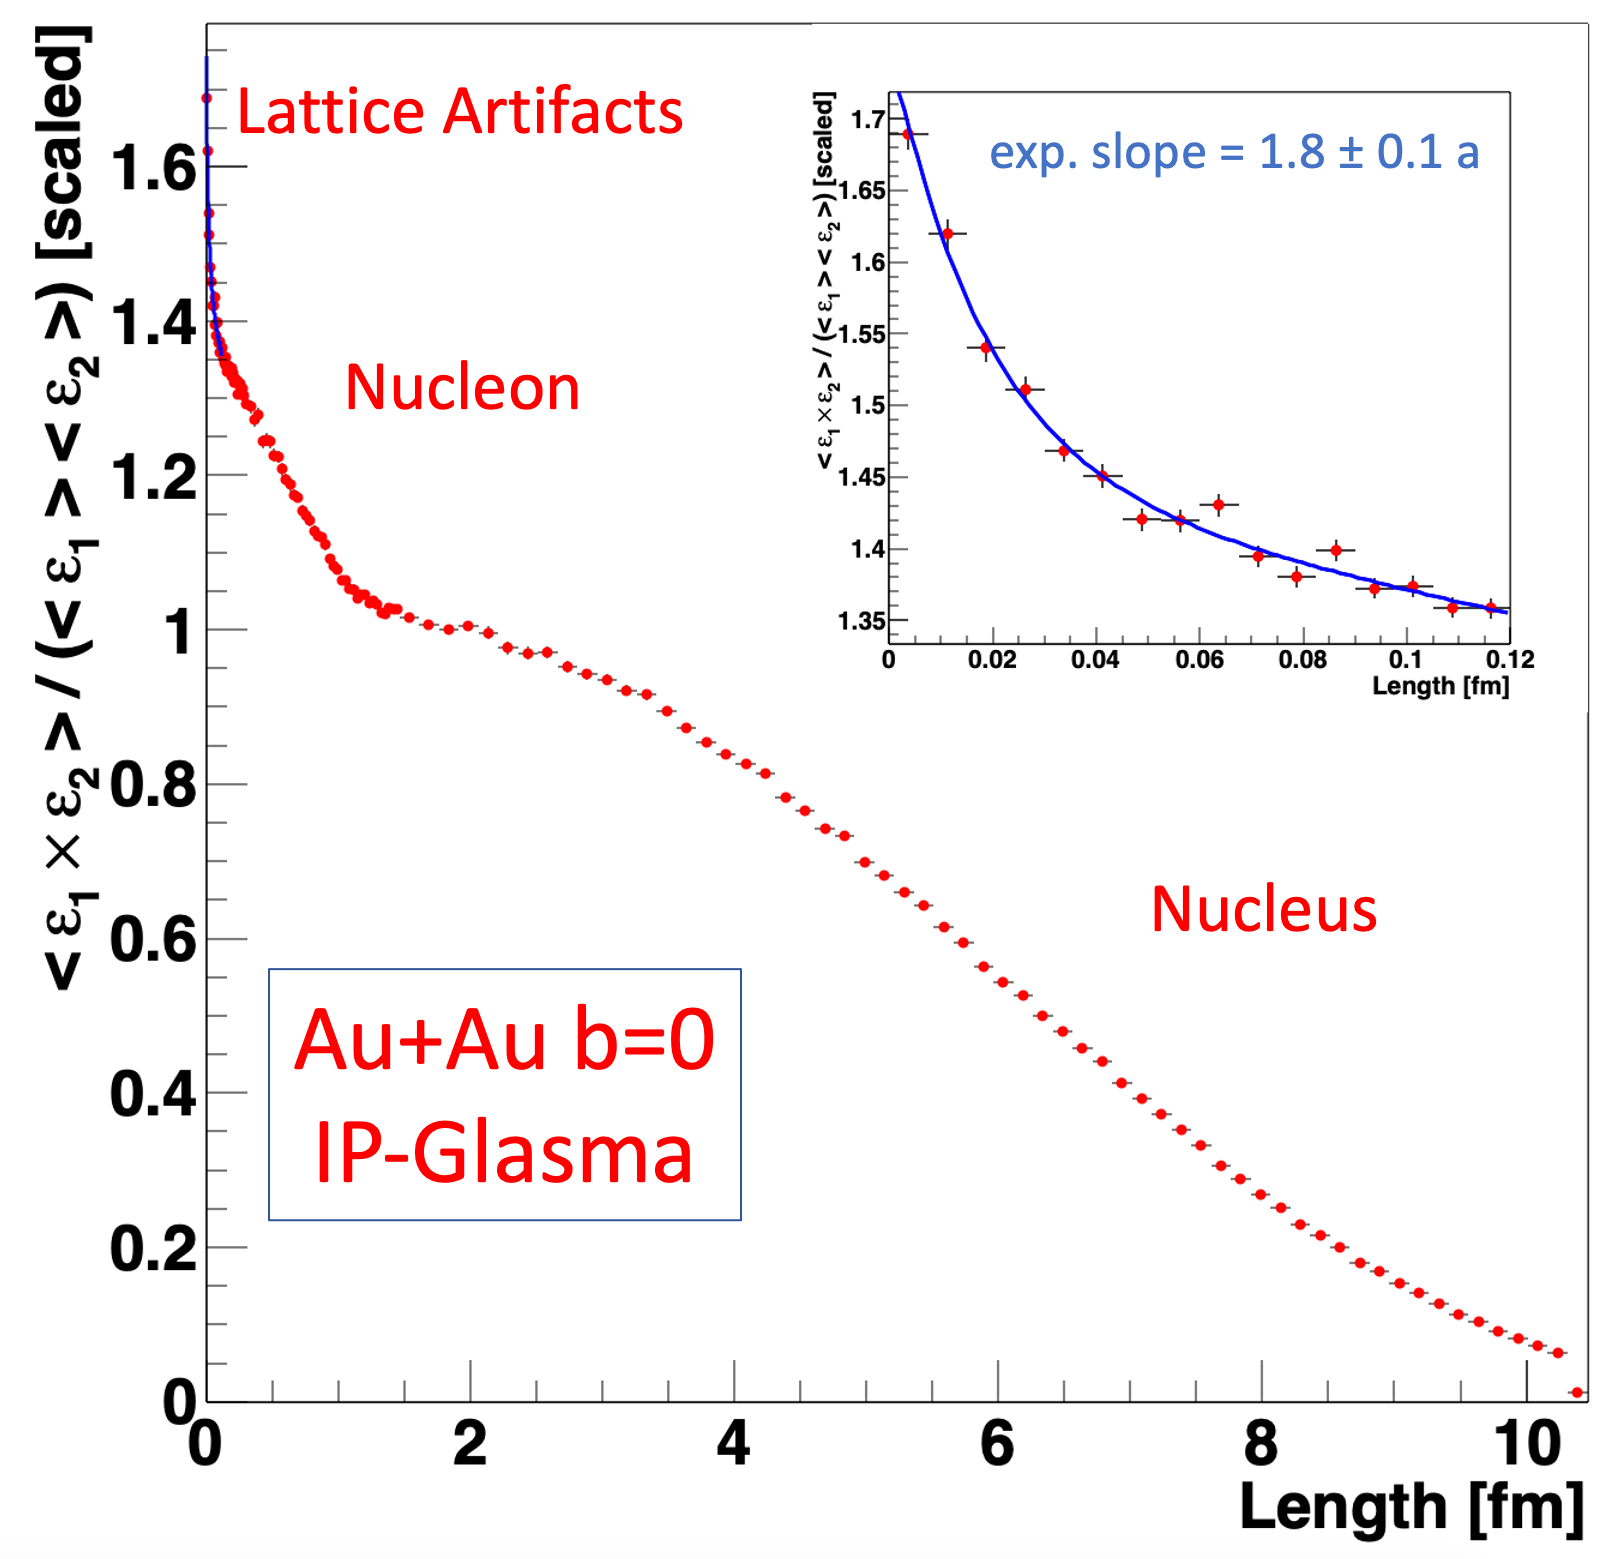 < ε1 × ε2 > / (< ε1 > < ε2 >) [scaled]
Lattice Artifacts
Nucleon
Nucleus
Au+Au b=0
IP-Glasma
1.6
1.4
1.2
1
0.8
0.6
0.4
0.2
0
0 2 4 6 8 10
Length [fm]
< ε1 × ε2 > / (< ε1 > < ε2 >) [scaled]
exp. slope = 1.8 ± 0.1 a
1.7
1.65
1.6
1.55
1.5
1.45
1.4
1.35
0 0.02 0.04 0.06 0.08 0.1 0.12
Length [fm]